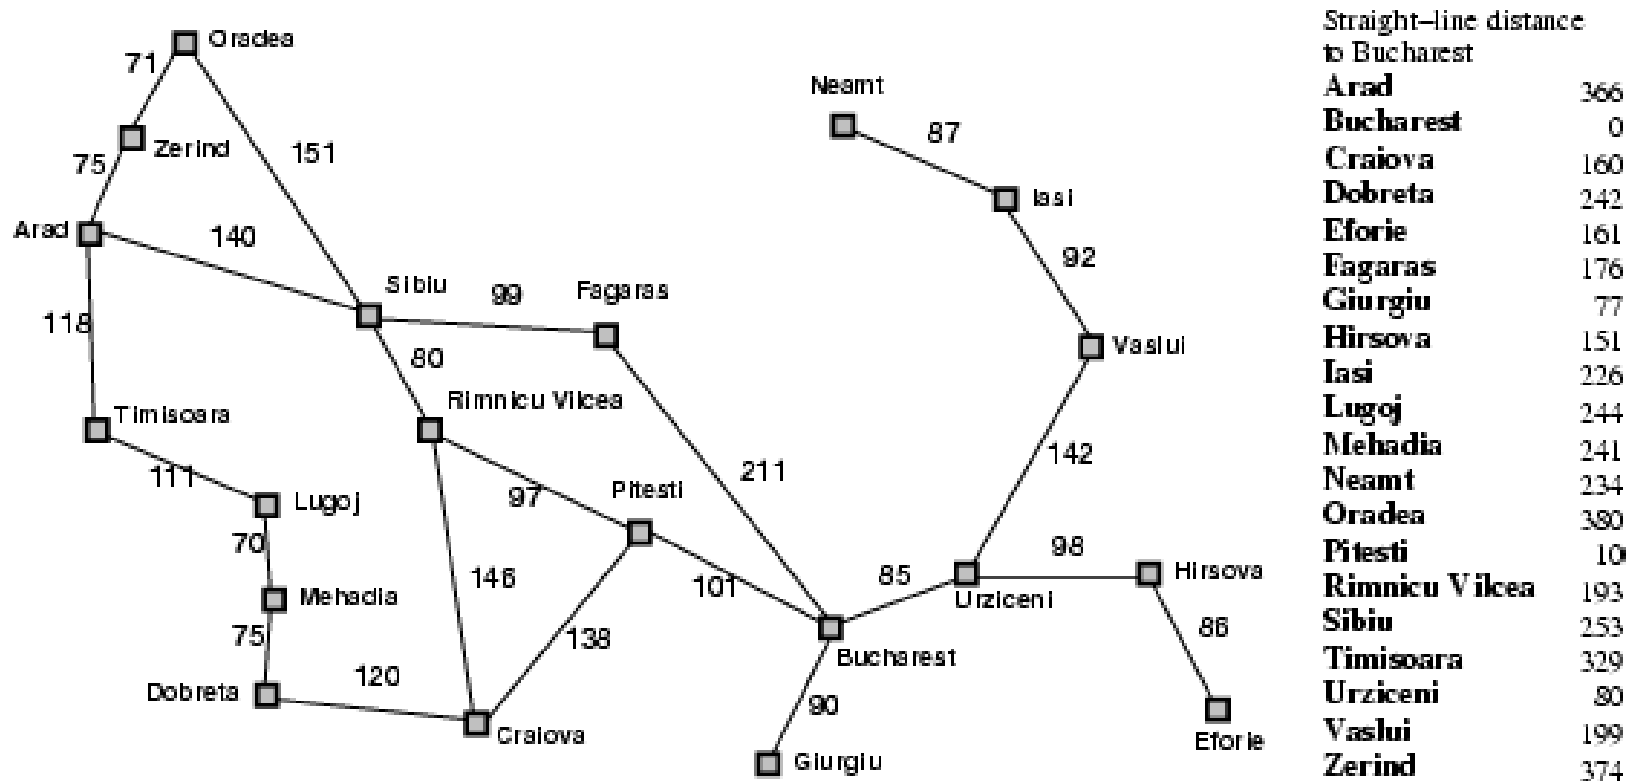 Oradea
71
Neamt
87
Zerind
151
75
Iasi
Arad
140
92
Sibiu
99
Fagaras
118
80
Vaslui
Timisoara
Rimnicu Vilcea
142
111
211
Lugoj
97
Pitesti
70
98
Hirsova
146
101
85
Urziceni
Mehadia
138
86
75
Bucharest
120
Dobreta
90
Craiova
Eforie
Giurgiu
Straight-line distance
to Bucharest
Arad 366
Bucharest 0
Craiova 160
Dobreta 242
Eforie 161
Fagaras 176
Giurgiu 77
Hirsova 151
Iasi 226
Lugoj 244
Mehadia 241
Neamt 234
Oradea 380
Pitesti 10
Rimnicu Vilcea 193
Sibiu 253
Timisoara 329
Urziceni 80
Vaslui 199
Zerind 374